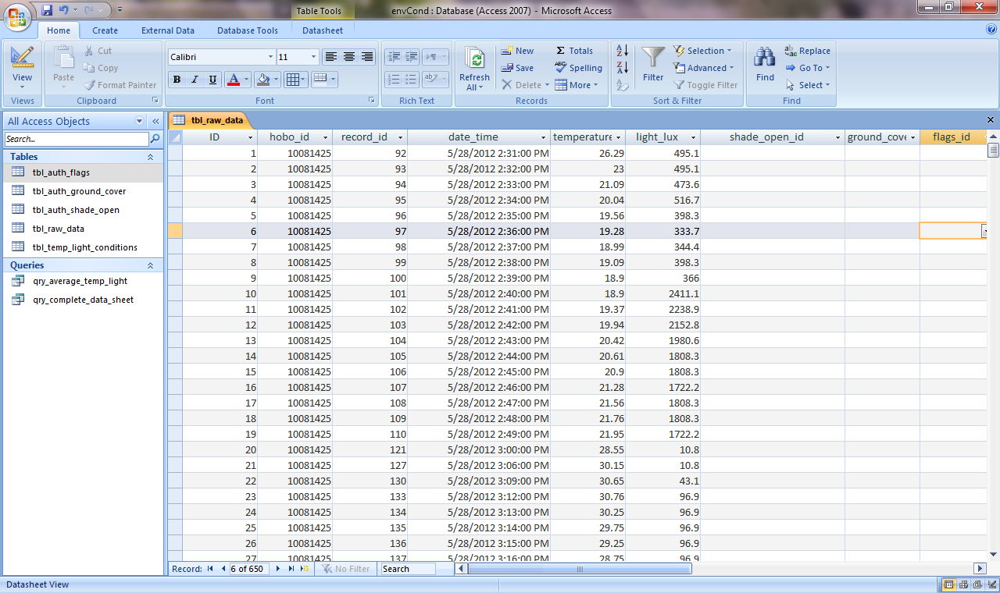 Table Tools envCond : Database (Access 2007) - Microsoft Access
Home Create External Data Database Tools Datasheet
View
Views
Paste
Cut
Copy
Format Painter
Clipboard
Calibri 11
B I U A
Font
Rich Text
Refresh All
New
Save
Delete
Σ Totals
Spelling
More
Records
Filter
Selection
Advanced
Toggle Filter
Sort & Filter
Find
Replace
Go To
Select
Find
All Access Objects
Search...
Tables
tbl_auth_flags
tbl_auth_ground_cover
tbl_auth_shade_open
tbl_raw_data
tbl_temp_light_conditions
Queries
qry_average_temp_light
qry_complete_data_sheet
tbl_raw_data
ID hobo_id record_id date_time temperature light_lux shade_open_id ground_cove flags_id
1 10081425 92 5/28/2012 2:31:00 PM 26.29 495.1
2 10081425 93 5/28/2012 2:32:00 PM 23 495.1
3 10081425 94 5/28/2012 2:33:00 PM 21.09 473.6
4 10081425 95 5/28/2012 2:34:00 PM 20.04 516.7
5 10081425 96 5/28/2012 2:35:00 PM 19.56 398.3
6 10081425 97 5/28/2012 2:36:00 PM 19.28 333.7
7 10081425 98 5/28/2012 2:37:00 PM 18.99 344.4
8 10081425 99 5/28/2012 2:38:00 PM 19.09 398.3
9 10081425 100 5/28/2012 2:39:00 PM 18.9 366
10 10081425 101 5/28/2012 2:40:00 PM 18.9 2411.1
11 10081425 102 5/28/2012 2:41:00 PM 19.37 2238.9
12 10081425 103 5/28/2012 2:42:00 PM 19.94 2152.8
13 10081425 104 5/28/2012 2:43:00 PM 20.42 1980.6
14 10081425 105 5/28/2012 2:44:00 PM 20.61 1808.3
15 10081425 106 5/28/2012 2:45:00 PM 20.9 1808.3
16 10081425 107 5/28/2012 2:46:00 PM 21.28 1722.2
17 10081425 108 5/28/2012 2:47:00 PM 21.56 1808.3
18 10081425 109 5/28/2012 2:48:00 PM 21.76 1808.3
19 10081425 110 5/28/2012 2:49:00 PM 21.95 1722.2
20 10081425 121 5/28/2012 3:00:00 PM 28.55 10.8
21 10081425 127 5/28/2012 3:06:00 PM 30.15 10.8
22 10081425 130 5/28/2012 3:09:00 PM 30.65 43.1
23 10081425 133 5/28/2012 3:12:00 PM 30.76 96.9
24 10081425 134 5/28/2012 3:13:00 PM 30.25 96.9
25 10081425 135 5/28/2012 3:14:00 PM 29.75 96.9
26 10081425 136 5/28/2012 3:15:00 PM 29.25 96.9
27 10081425 137 5/28/2012 3:16:00 PM 28.75 96.9
Record: 6 of 650 No Filter Search
Datasheet View